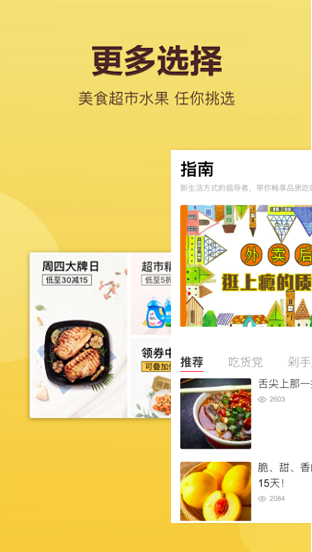 更多选择
美食超市水果 任你挑选
指南
新生活方式的倡导者，带你畅享品质吃
外卖后
逛上瘾的质
周四大牌日
低至30减15
超市精
低至5折
领券中
可叠加
推荐 吃货党 剁手
舌尖上那一
2603
脆、甜、香
15天！
2084